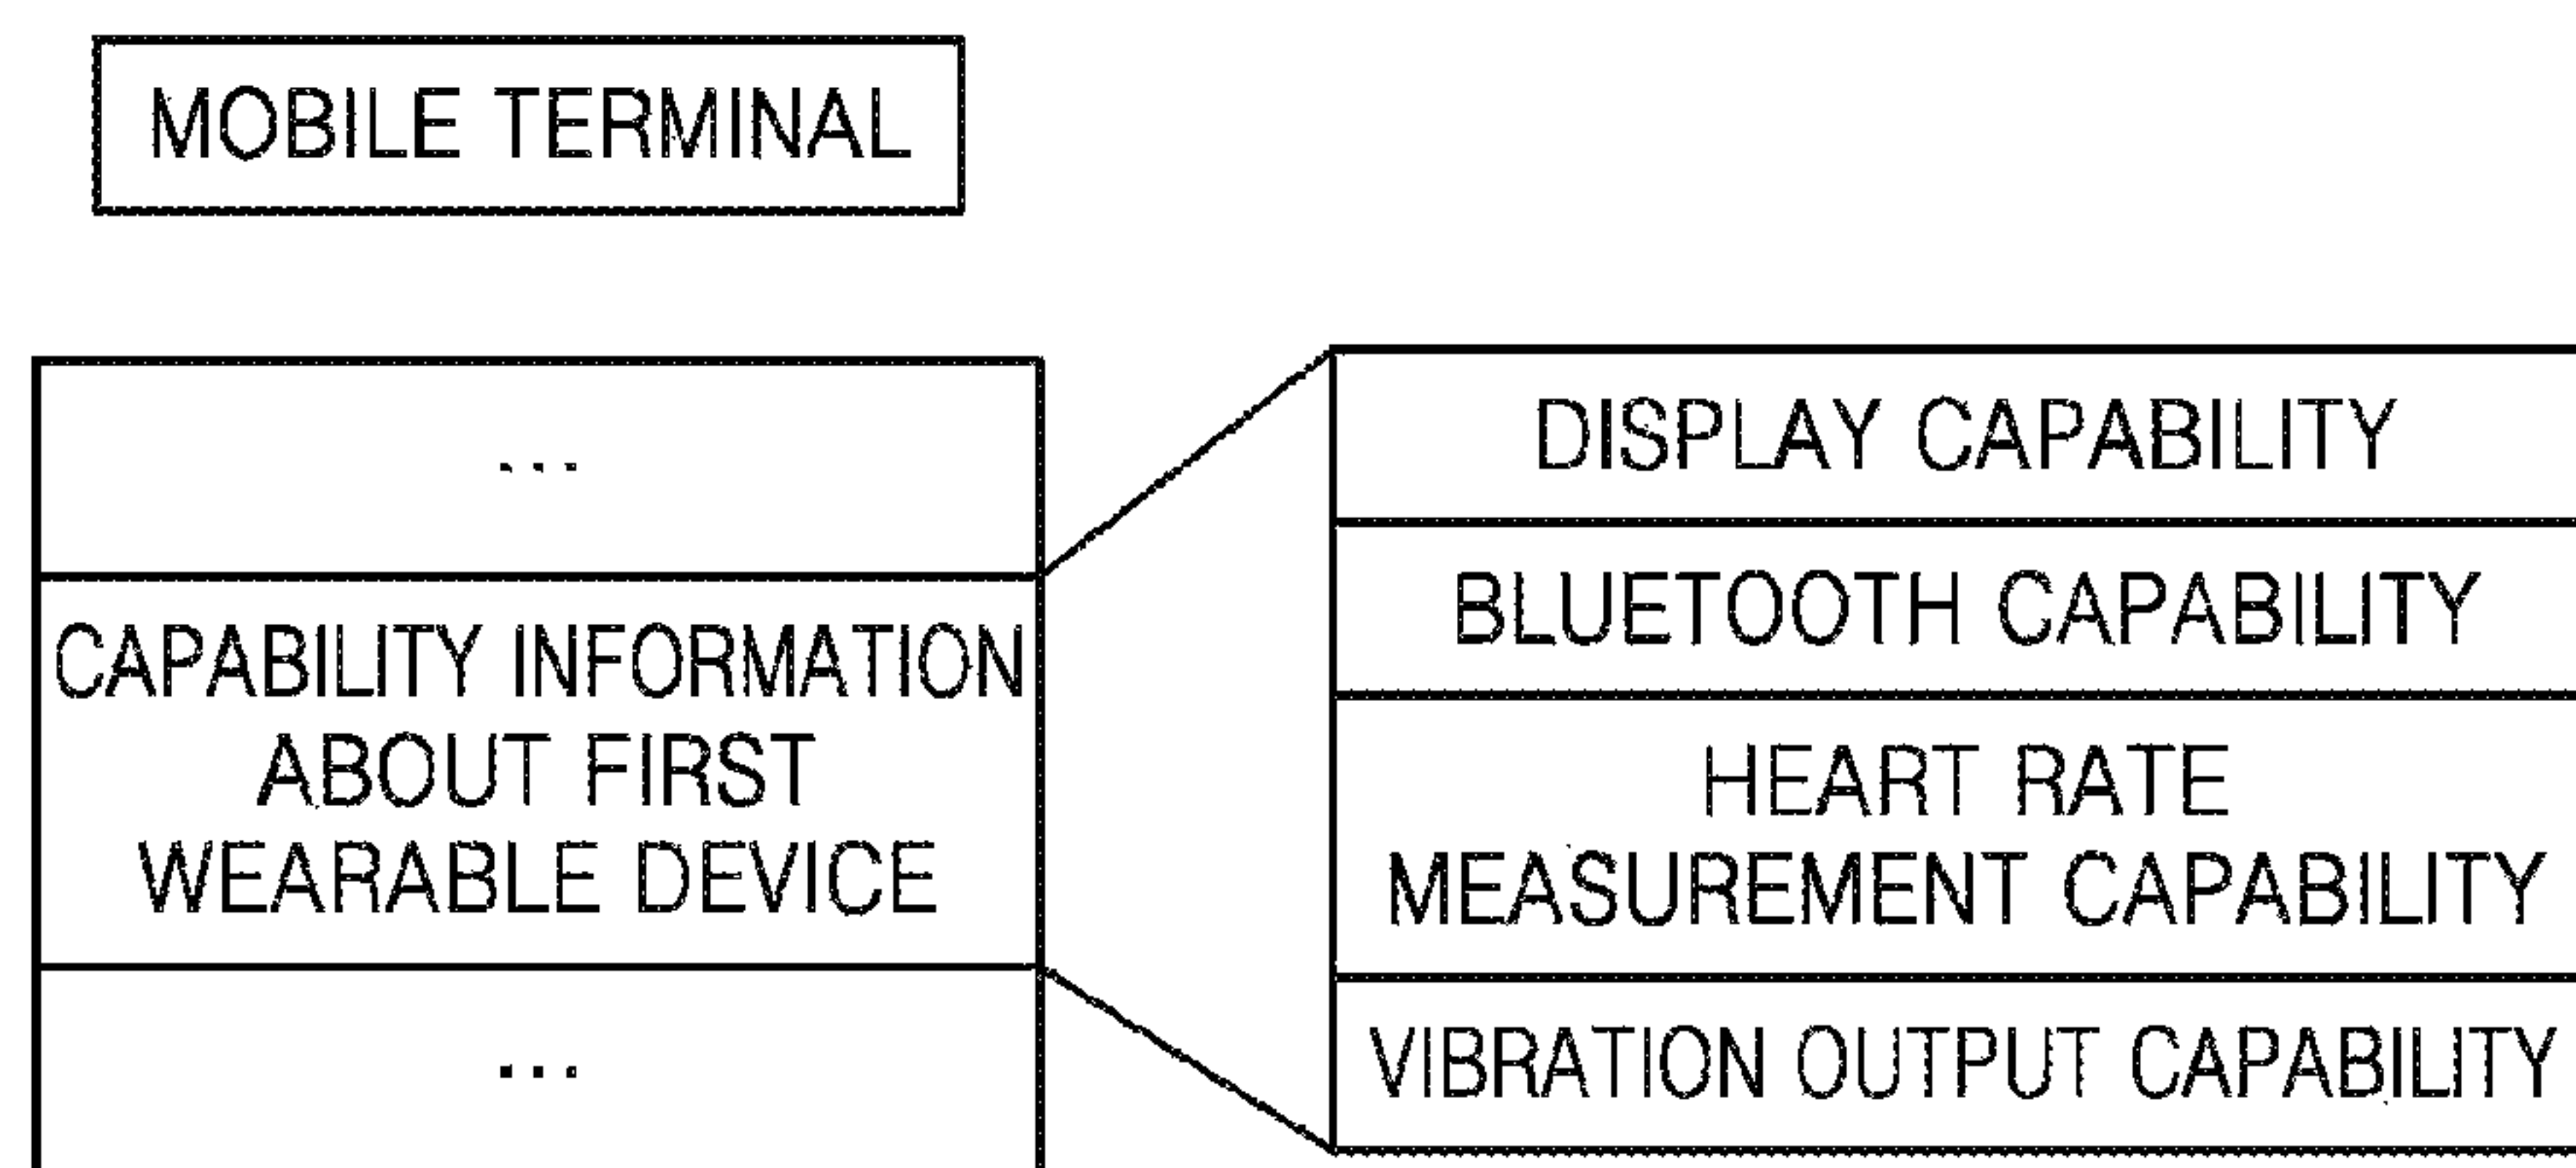 MOBILE TERMINAL
...
CAPABILITY INFORMATION
ABOUT FIRST
WEARABLE DEVICE
...
DISPLAY CAPABILITY
BLUETOOTH CAPABILITY
HEART RATE
MEASUREMENT CAPABILITY
VIBRATION OUTPUT CAPABILITY